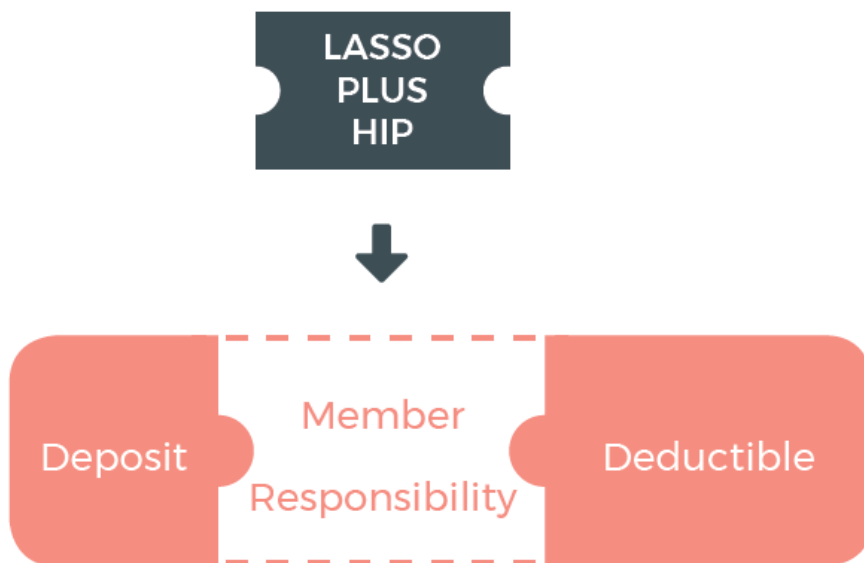 LASSO
PLUS
HIP
Member
Deposit
Deductible
Responsibility